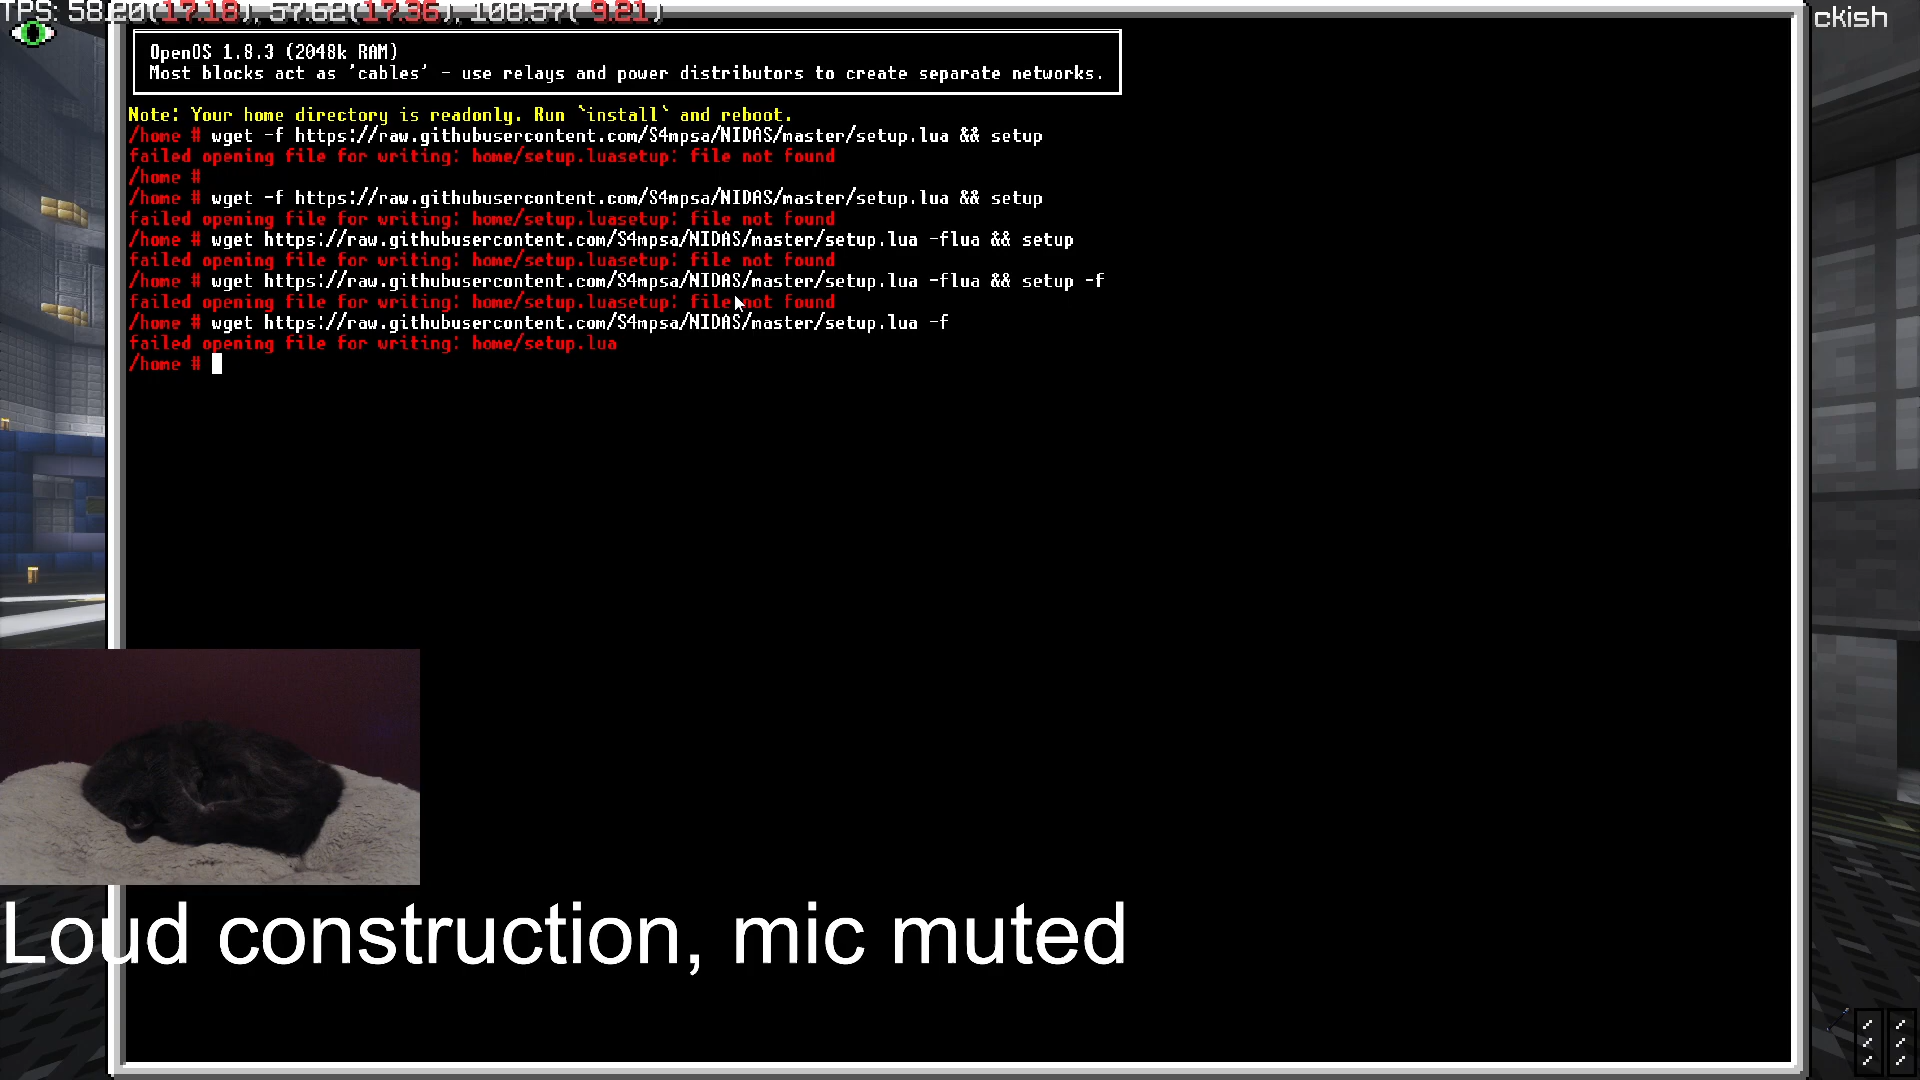 TPS: 58.20(17.18), 57.62(17.36), 108.57( 9.21)
ckish
OpenOS 1.8.3 (2048k RAM)
Most blocks act as 'cables' - use relays and power distributors to create separate networks.
Note: Your home directory is readonly. Run `install` and reboot.
/home # wget -f https://raw.githubusercontent.com/S4mpsa/NIDAS/master/setup.lua && setup
failed opening file for writing: home/setup.luasetup: file not found
/home #
/home # wget -f https://raw.githubusercontent.com/S4mpsa/NIDAS/master/setup.lua && setup
failed opening file for writing: home/setup.luasetup: file not found
/home # wget https://raw.githubusercontent.com/S4mpsa/NIDAS/master/setup.lua -flua && setup
failed opening file for writing: home/setup.luasetup: file not found
/home # wget https://raw.githubusercontent.com/S4mpsa/NIDAS/master/setup.lua -flua && setup -f
failed opening file for writing: home/setup.luasetup: file not found
/home # wget https://raw.githubusercontent.com/S4mpsa/NIDAS/master/setup.lua -f
failed opening file for writing: home/setup.lua
/home #
Loud construction, mic muted